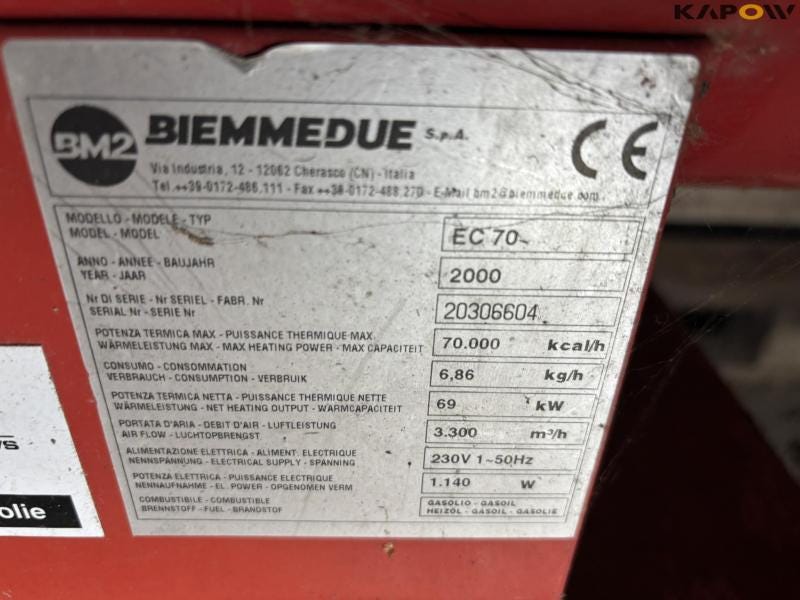 KAPOW
BM2 BIEMMEDUE S.p.A. CE
Via Industria, 12 - 12062 Cherasco (CN) - Italia
Tel.++39-0172-486.111 - Fax ++39-0172-488.270 - E-Mail bm2@biemmedue.com
MODELLO - MODELE - TYP
MODEL - MODEL
EC 70
ANNO - ANNEE - BAUJAHR
YEAR - JAAR
2000
Nr DI SERIE - Nr SERIEL - FABR. Nr
SERIAL Nr - SERIE Nr
20306604
POTENZA TERMICA MAX - PUISSANCE THERMIQUE MAX.
WÄRMELEISTUNG MAX - MAX HEATING POWER - MAX CAPACITEIT
70.000 kcal/h
CONSUMO - CONSOMMATION
VERBRAUCH - CONSUMPTION - VERBRUIK
6,86 kg/h
POTENZA TERMICA NETTA - PUISSANCE THERMIQUE NETTE
WÄRMELEISTUNG - NET HEATING OUTPUT - WARMCAPACITEIT
69 kW
PORTATA D'ARIA - DEBIT D'AIR - LUFTLEISTUNG
AIR FLOW - LUCHTOPBRENGST
3.300 m³/h
ALIMENTAZIONE ELETTRICA - ALIMENT. ELECTRIQUE
NENNSPANNUNG - ELECTRICAL SUPPLY - SPANNING
230V 1~50Hz
POTENZA ELETTRICA - PUISSANCE ELECTRIQUE
NENNAUFNAHME - EL. POWER - OPGENOMEN VERM
1.140 W
COMBUSTIBILE - COMBUSTIBLE
BRENNSTOFF - FUEL - BRANDSTOF
GASOLIO - GASOIL
HEIZÖL - GASOIL - GASOLIE
olie